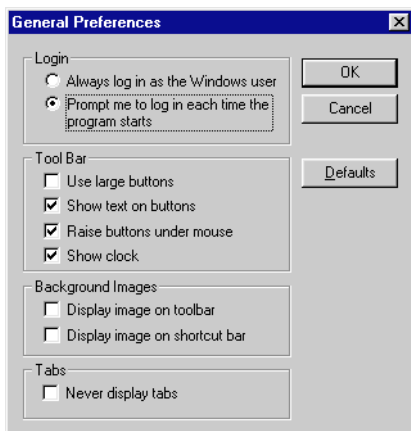 General Preferences
Login
Always log in as the Windows user
Prompt me to log in each time the
program starts
OK
Cancel
Defaults
Tool Bar
Use large buttons
Show text on buttons
Raise buttons under mouse
Show clock
Background Images
Display image on toolbar
Display image on shortcut bar
Tabs
Never display tabs